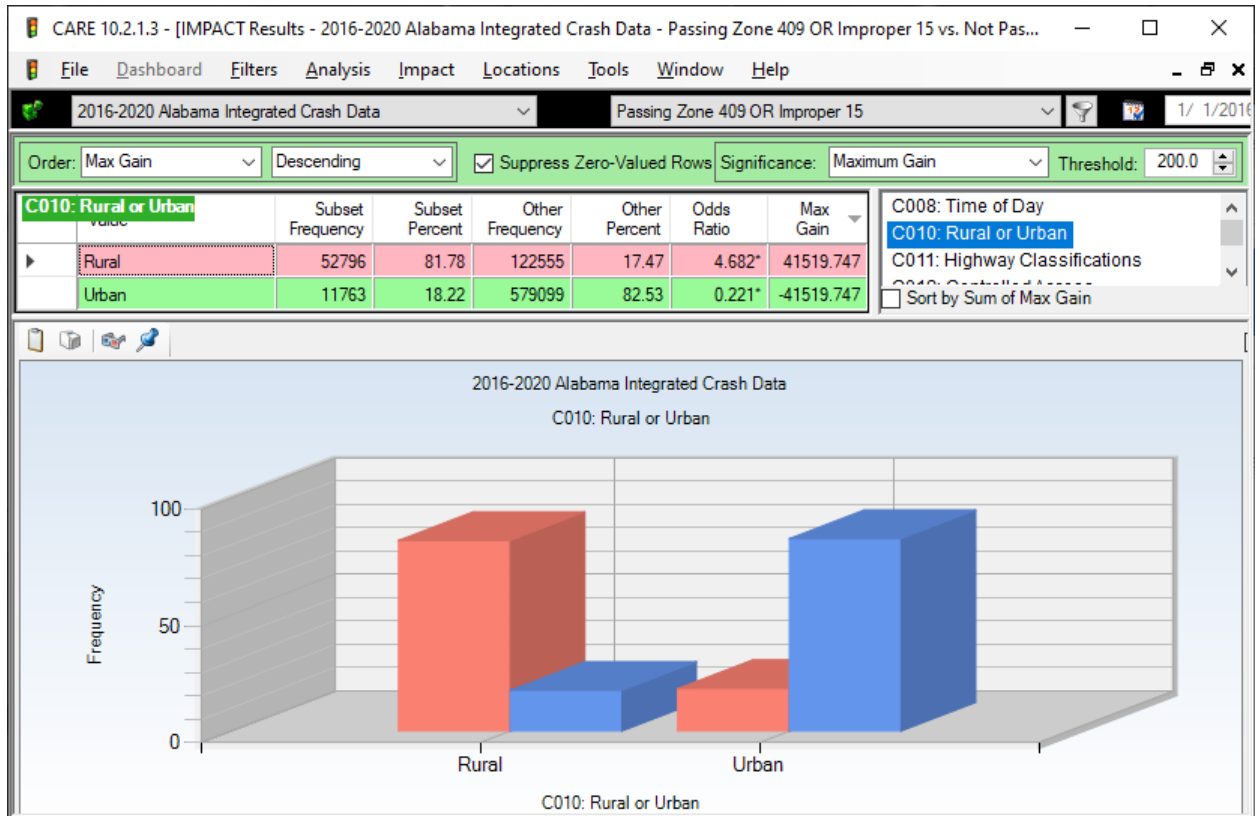 CARE 10.2.1.3 - [IMPACT Results - 2016-2020 Alabama Integrated Crash Data - Passing Zone 409 OR Improper 15 vs. Not Pas...
File Dashboard Filters Analysis Impact Locations Tools Window Help
2016-2020 Alabama Integrated Crash Data Passing Zone 409 OR Improper 15 1/ 1/2016
Order: Max Gain Descending Suppress Zero-Valued Rows Significance: Maximum Gain Threshold: 200.0
C010: Rural or Urban Subset Frequency Subset Percent Other Frequency Other Percent Odds Ratio Max Gain
Rural 52796 81.78 122555 17.47 4.682* 41519.747
Urban 11763 18.22 579099 82.53 0.221* -41519.747
C008: Time of Day
C010: Rural or Urban
C011: Highway Classifications
Sort by Sum of Max Gain
2016-2020 Alabama Integrated Crash Data
C010: Rural or Urban
100
50
0
Frequency
Rural Urban
C010: Rural or Urban